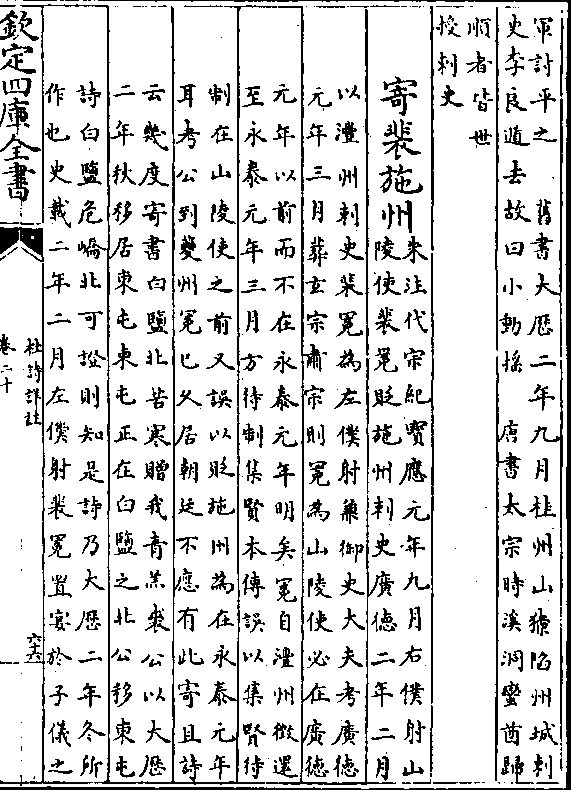 軍討平之　舊書大歷二年九月桂州山獠陷州城刺
史李良遁去故曰小動揺　唐書太宗時溪洞蠻酋歸
順者皆世
授刺史
寄裴施州
朱注代宗紀寶應元年九月右僕射山
陵使裴冕貶施州刺史廣德二年二月
以澧州刺史裴冕為左僕射兼御史大夫考廣德
元年三月葬玄宗肅宗則冕為山陵使必在廣德
元年以前而不在永泰元年明矣冕自澧州徵還
至永泰元年三月方待制集賢本傳誤以集賢待
制在山陵使之前又誤以貶施州為在永泰元年
耳考公到夔州冕已久居朝廷不應有此寄且詩
云幾度寄書白鹽北苦寒贈我青羔裘公以大歷
二年秋移居東屯東屯正在白鹽之北公移東屯
詩白鹽危嶠北可證則知是詩乃大歷二年冬所
作也史載二年二月左僕射裴冕置宴於子儀之
欽定四庫全書
杜詩詳註
卷二十
六十六